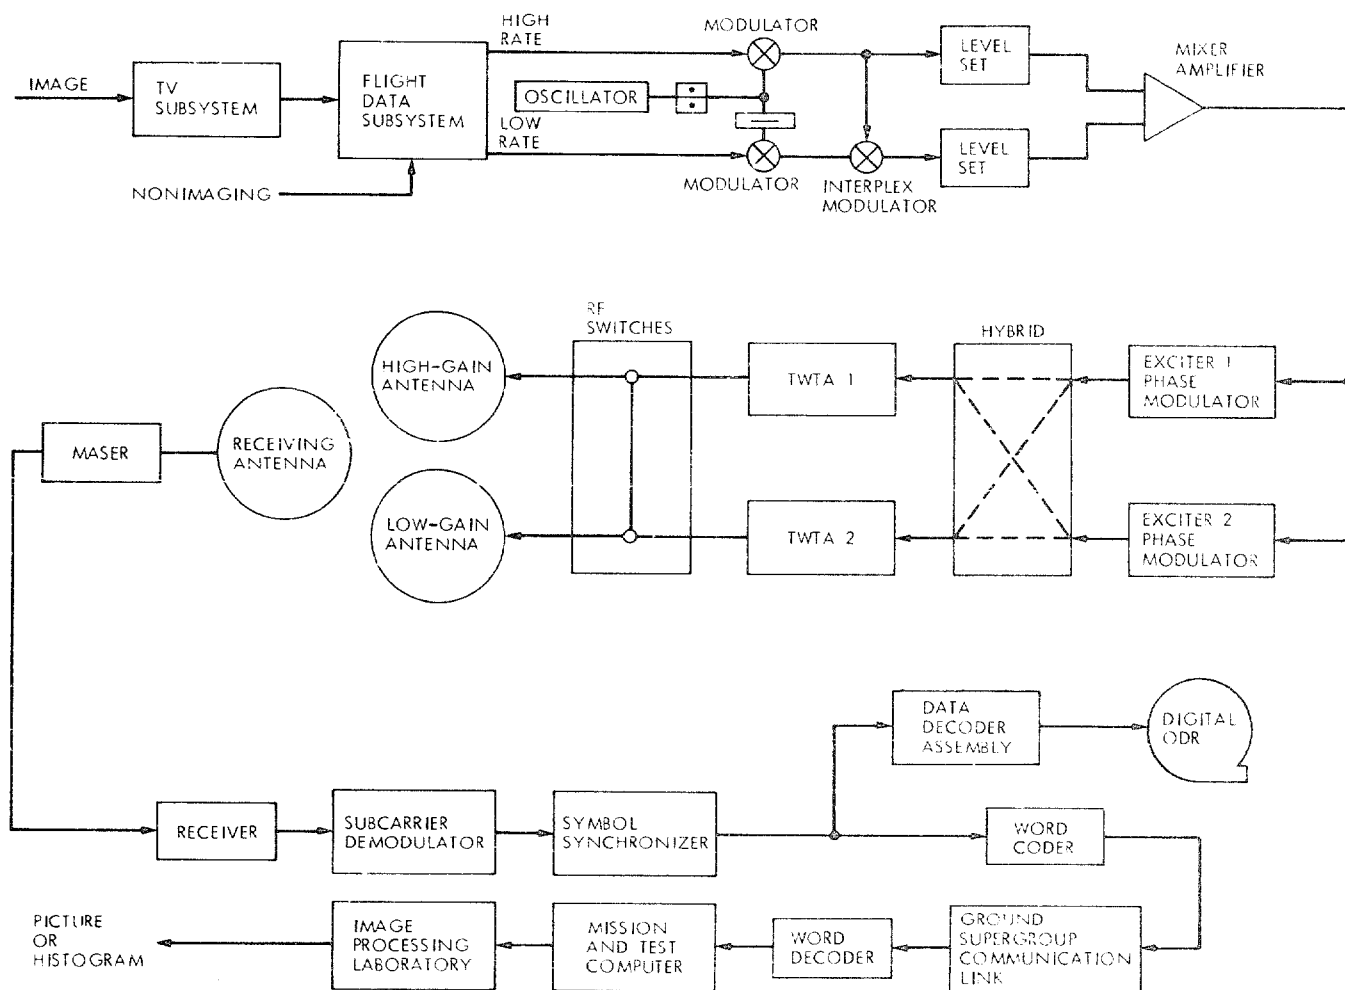 HIGH
RATE
MODULATOR
LEVEL
SET
MIXER
AMPLIFIER
IMAGE
TV
SUBSYSTEM
FLIGHT
DATA
SUBSYSTEM
OSCILLATOR
LOW
RATE
NONIMAGING
MODULATOR
INTERPLEX
MODULATOR
LEVEL
SET
RF
SWITCHES
HYBRID
HIGH-GAIN
ANTENNA
TWTA 1
EXCITER 1
PHASE
MODULATOR
MASER
RECEIVING
ANTENNA
LOW-GAIN
ANTENNA
TWTA 2
EXCITER 2
PHASE
MODULATOR
DATA
DECODER
ASSEMBLY
DIGITAL
ODR
RECEIVER
SUBCARRIER
DEMODULATOR
SYMBOL
SYNCHRONIZER
WORD
CODER
PICTURE
OR
HISTOGRAM
IMAGE
PROCESSING
LABORATORY
MISSION
AND TEST
COMPUTER
WORD
DECODER
GROUND
SUPERGROUP
COMMUNICATION
LINK